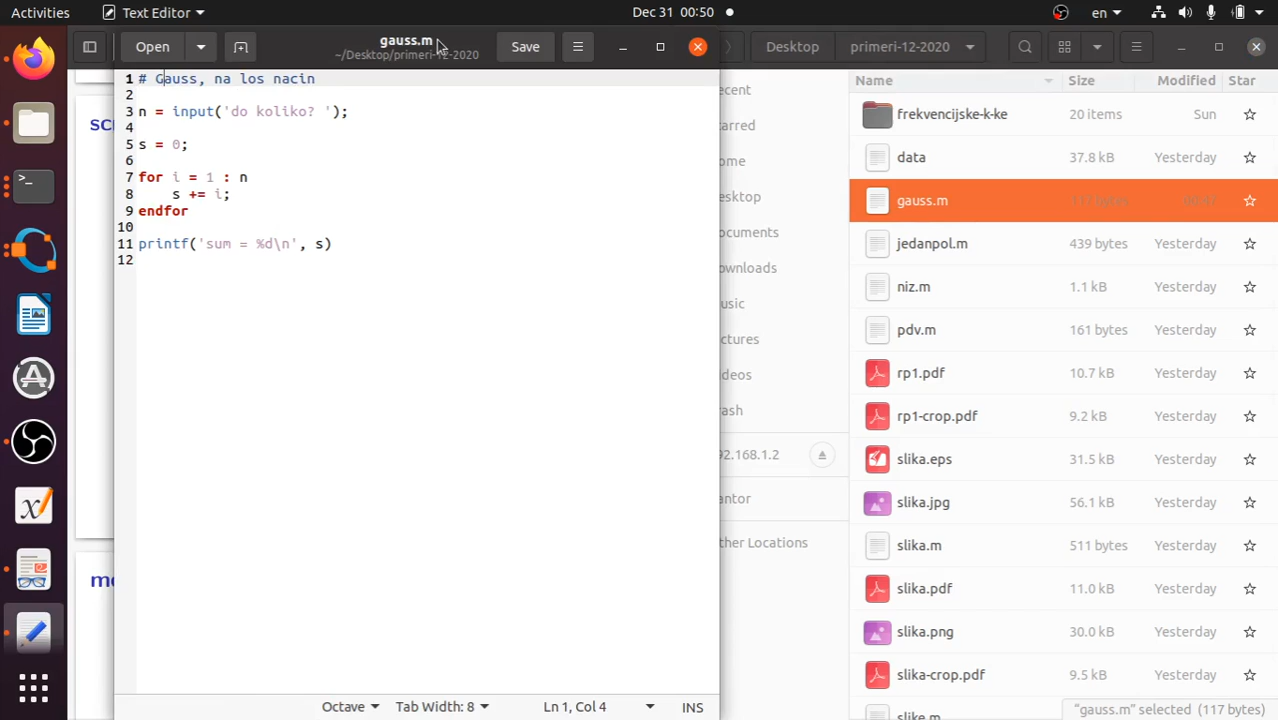 Activities
Text Editor
Dec 31 00:50
en
Open
gauss.m
~/Desktop/primeri-12-2020
Save
1 # Gauss, na los nacin
2
3 n = input('do koliko? ');
4
5 s = 0;
6
7 for i = 1 : n
8 s += i;
9 endfor
10
11 printf('sum = %d\n', s)
12
Octave
Tab Width: 8
Ln 1, Col 4
INS
SC
mo
Desktop
primeri-12-2020
ecent
arred
ome
esktop
ocuments
ownloads
usic
ctures
deos
rash
92.168.1.2
antor
ther Locations
Name Size Modified Star
frekvencijske-k-ke 20 items Sun
data 37.8 kB Yesterday
gauss.m 117 bytes
jedanpol.m 439 bytes Yesterday
niz.m 1.1 kB Yesterday
pdv.m 161 bytes Yesterday
rp1.pdf 10.7 kB Yesterday
rp1-crop.pdf 9.2 kB Yesterday
slika.eps 31.5 kB Yesterday
slika.jpg 56.1 kB Yesterday
slika.m 511 bytes Yesterday
slika.pdf 11.0 kB Yesterday
slika.png 30.0 kB Yesterday
slika-crop.pdf 9.5 kB Yesterday
slike.m
"gauss.m" selected (117 bytes)